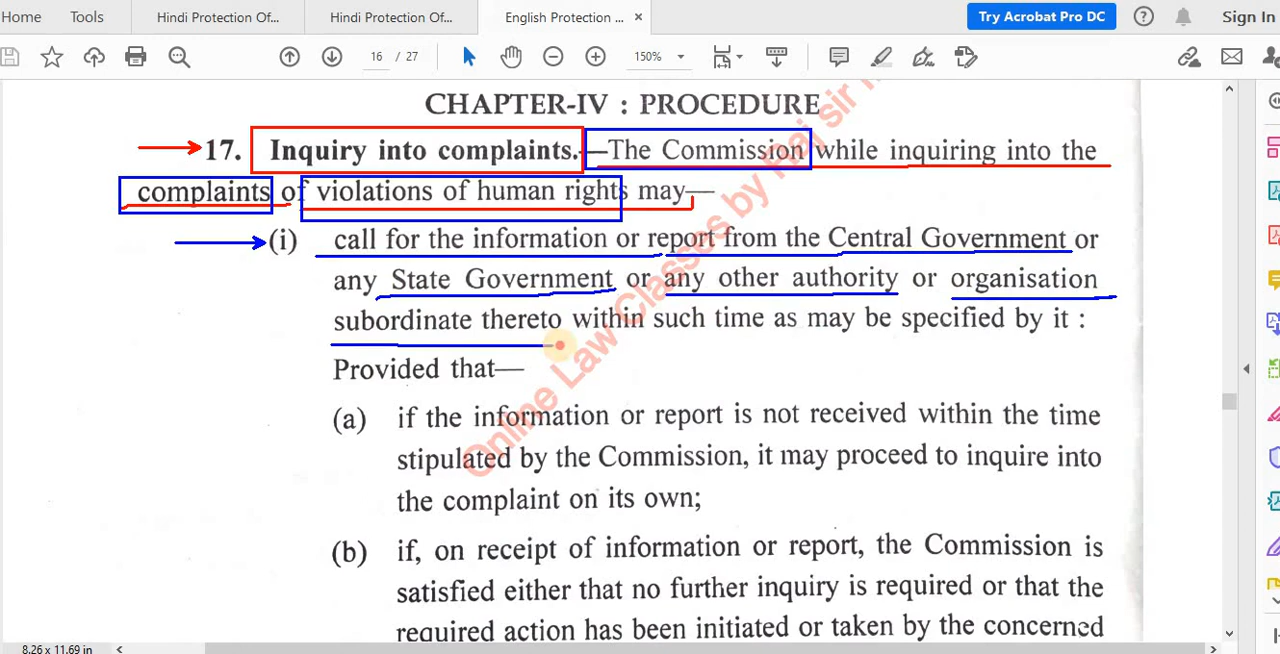 Home Tools Hindi Protection Of... Hindi Protection Of... English Protection ... × Try Acrobat Pro DC Sign In
16 / 27 150%
CHAPTER-IV : PROCEDURE
17. Inquiry into complaints.—The Commission while inquiring into the
complaints of violations of human rights may—
(i) call for the information or report from the Central Government or
any State Government or any other authority or organisation
subordinate thereto within such time as may be specified by it :
Provided that—
(a) if the information or report is not received within the time
stipulated by the Commission, it may proceed to inquire into
the complaint on its own;
(b) if, on receipt of information or report, the Commission is
satisfied either that no further inquiry is required or that the
required action has been initiated or taken by the concerned
Online Law Classes by Raj sir
8.26 x 11.69 in